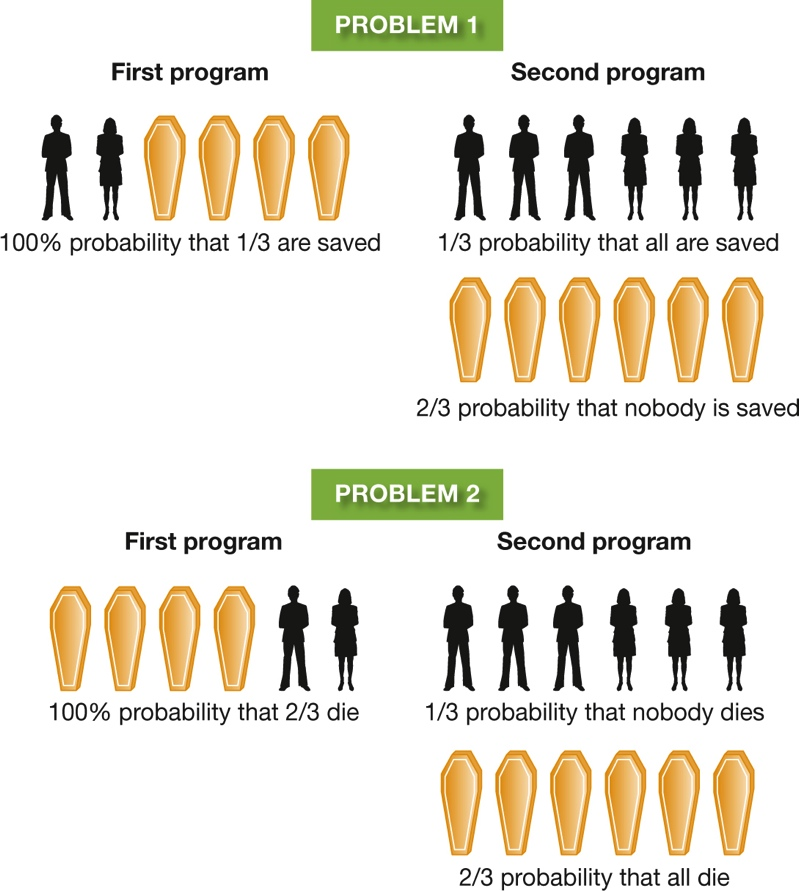 PROBLEM 1
First program
Second program
100% probability that 1/3 are saved
1/3 probability that all are saved
2/3 probability that nobody is saved
PROBLEM 2
First program
Second program
100% probability that 2/3 die
1/3 probability that nobody dies
2/3 probability that all die